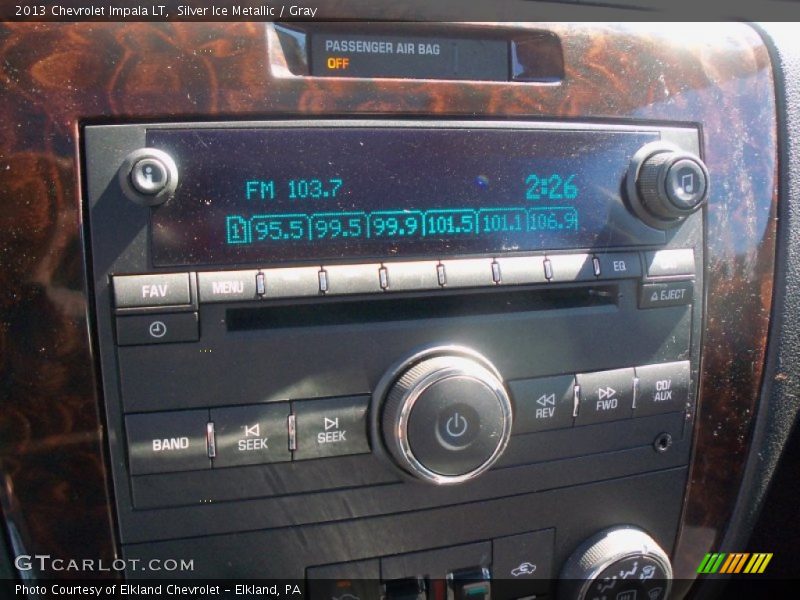 2013 Chevrolet Impala LT,  Silver Ice Metallic / Gray
PASSENGER AIR BAG
OFF
FM 103.7 2:26
1 95.5 99.5 99.9 101.5 101.1 106.9
FAV MENU EQ
EJECT
BAND SEEK SEEK REV FWD CD/
AUX
GTCARLOT.COM
Photo Courtesy of Elkland Chevrolet - Elkland, PA